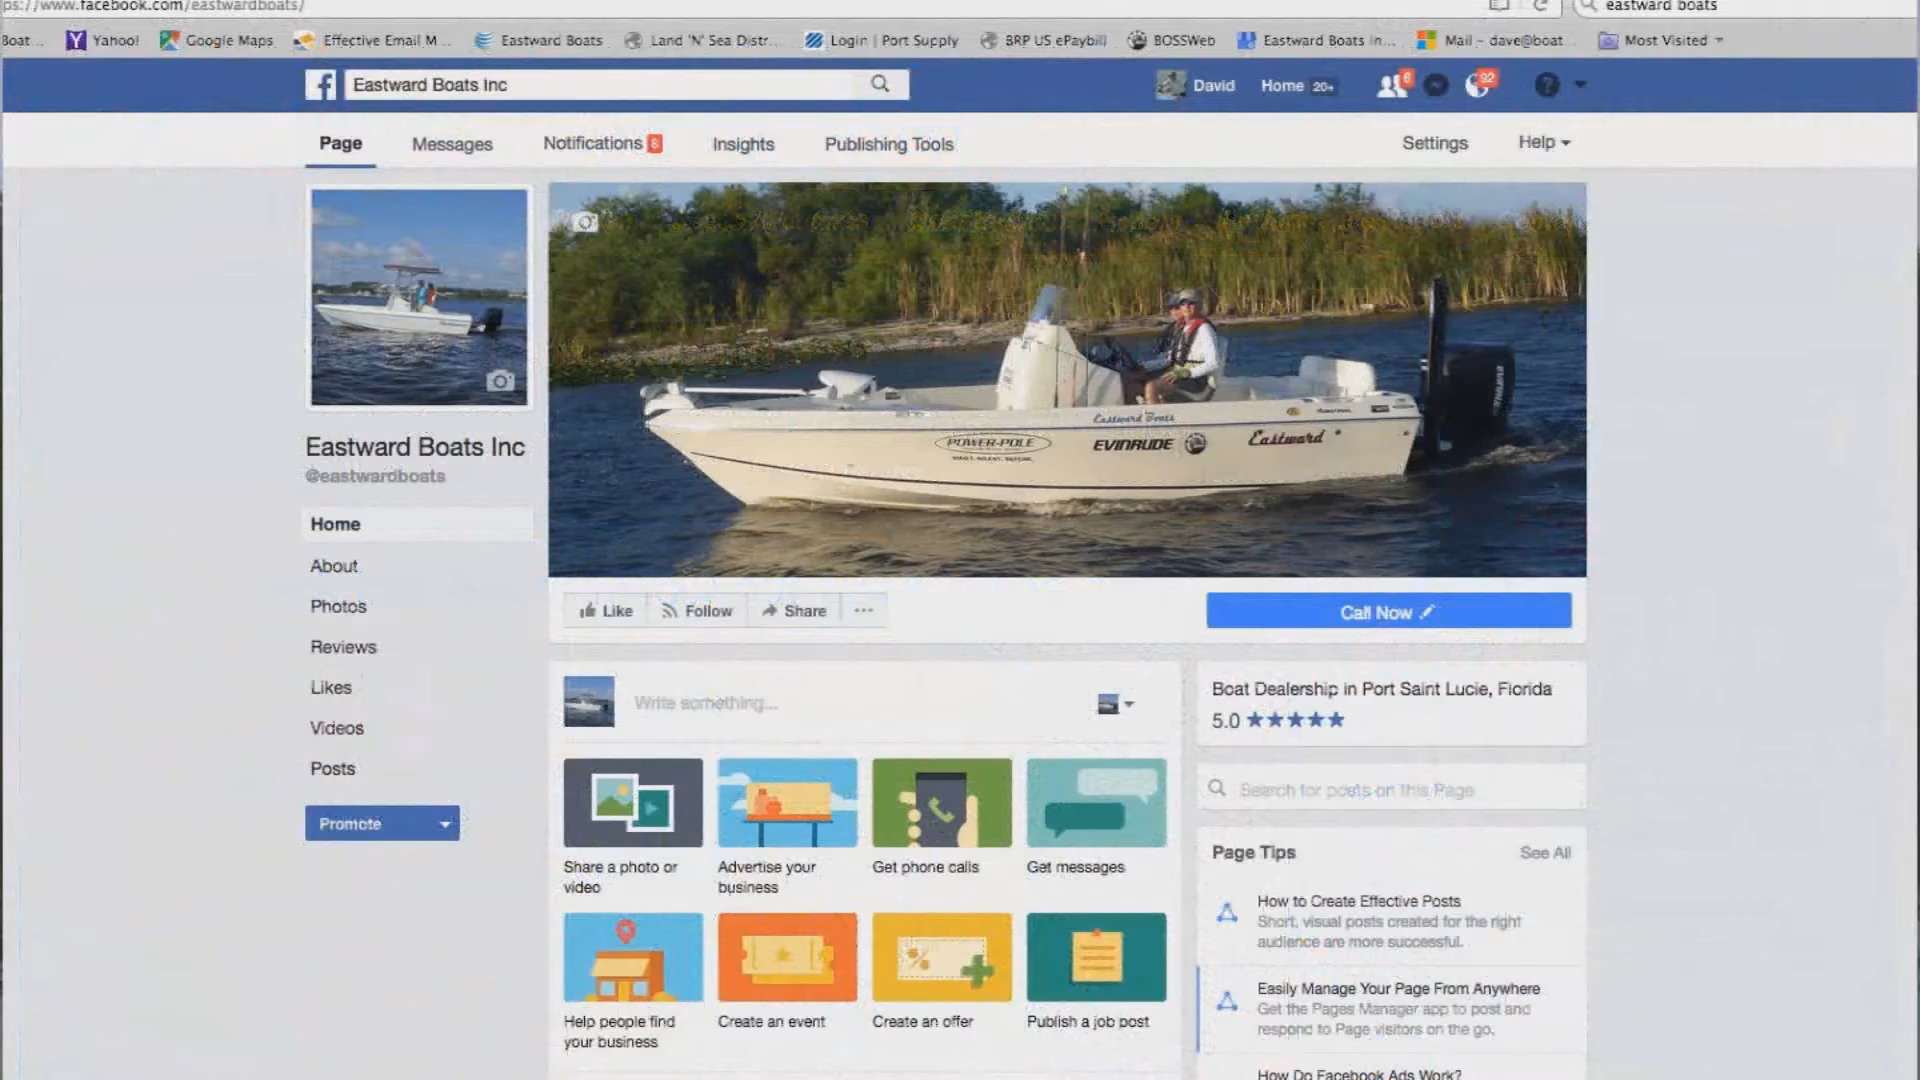 ps://www.facebook.com/eastwardboats/
eastward boats
Boat ...
Yahoo!
Google Maps
Effective Email M...
Eastward Boats
Land 'N' Sea Distr...
Login | Port Supply
BRP US ePaybill
BOSSWeb
Eastward Boats In...
Mail – dave@boat...
Most Visited
Eastward Boats Inc
David
Home 20+
6
92
?
Page
Messages
Notifications 6
Insights
Publishing Tools
Settings
Help
Eastward Boats
POWER-POLE
EVINRUDE
Eastward
EVINRUDE
Eastward Boats Inc
@eastwardboats
Home
About
Photos
Reviews
Likes
Videos
Posts
Promote
Like
Follow
Share
...
Call Now
Write something...
Share a photo or
video
Advertise your
business
Get phone calls
Get messages
Help people find
your business
Create an event
Create an offer
Publish a job post
Boat Dealership in Port Saint Lucie, Florida
5.0 ★★★★★
Search for posts on this Page
Page Tips
See All
How to Create Effective Posts
Short, visual posts created for the right
audience are more successful.
Easily Manage Your Page From Anywhere
Get the Pages Manager app to post and
respond to Page visitors on the go.
How Do Facebook Ads Work?